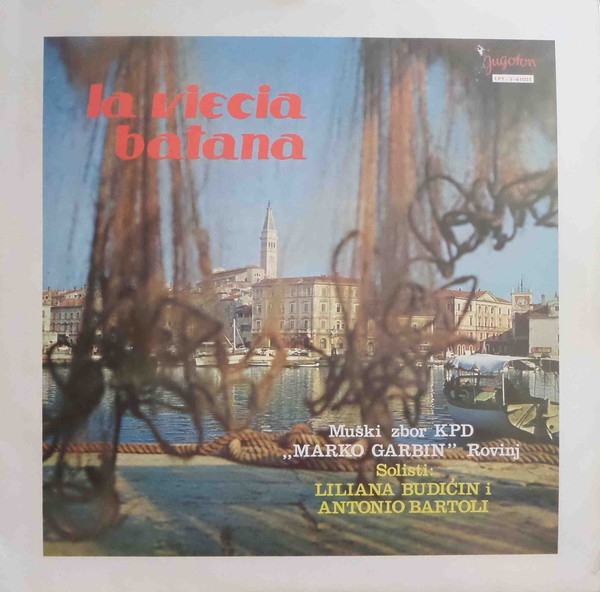 Jugoton
la viecia
batana
Muški zbor KPD
„MARKO GARBIN” Rovinj
Solisti:
LILIANA BUDIČIN i
ANTONIO BARTOLI